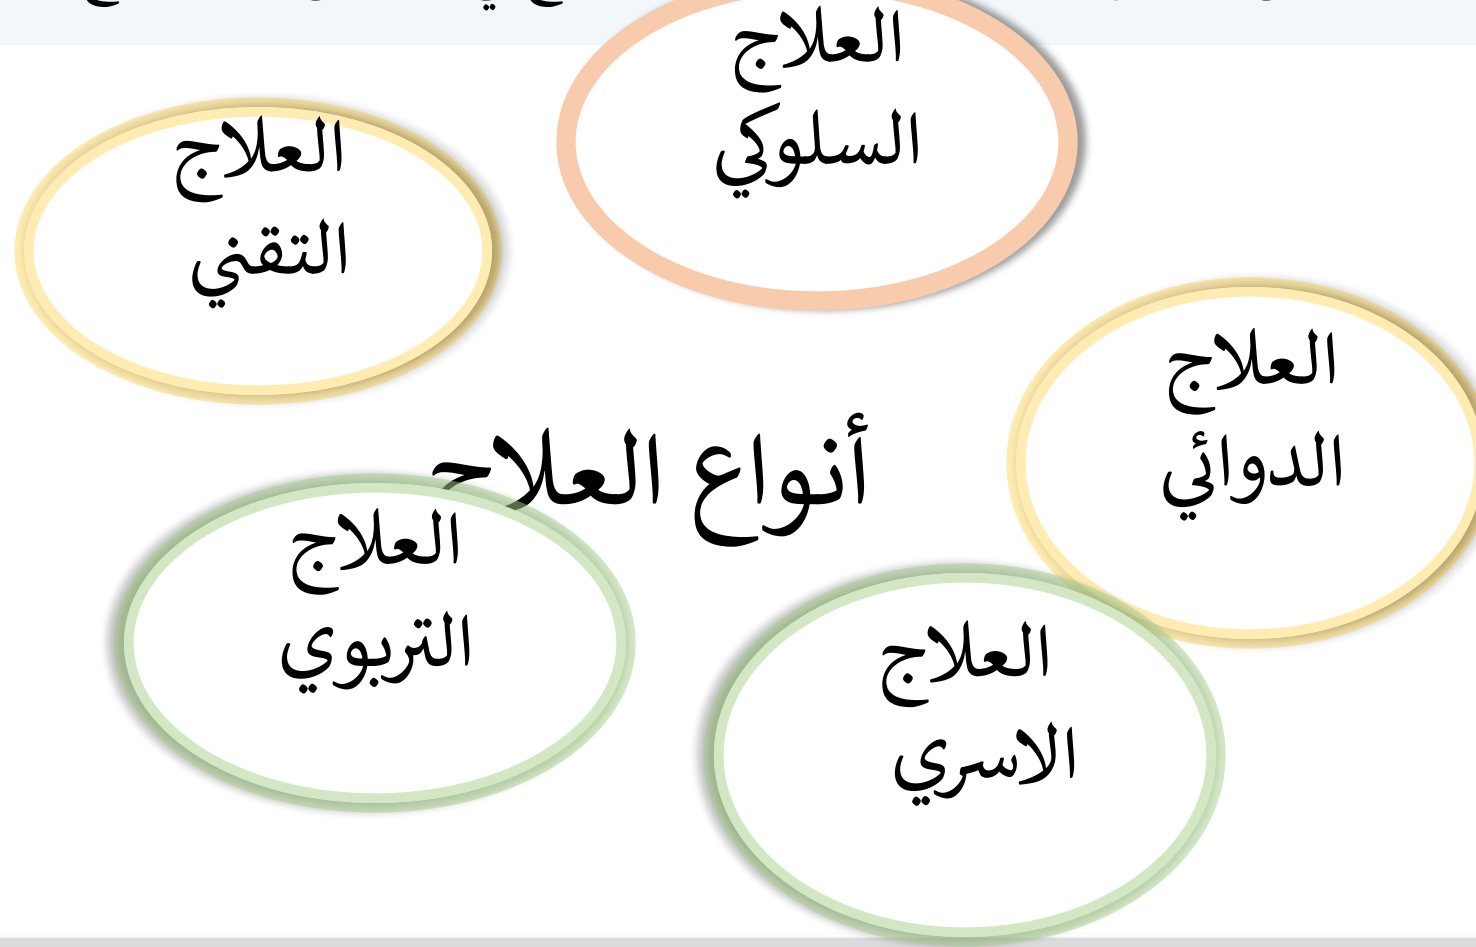 العلاج
السلوكي
العلاج
التقني
العلاج
الدوائي
أنواع العلاج
العلاج
التربوي
العلاج
الاسري